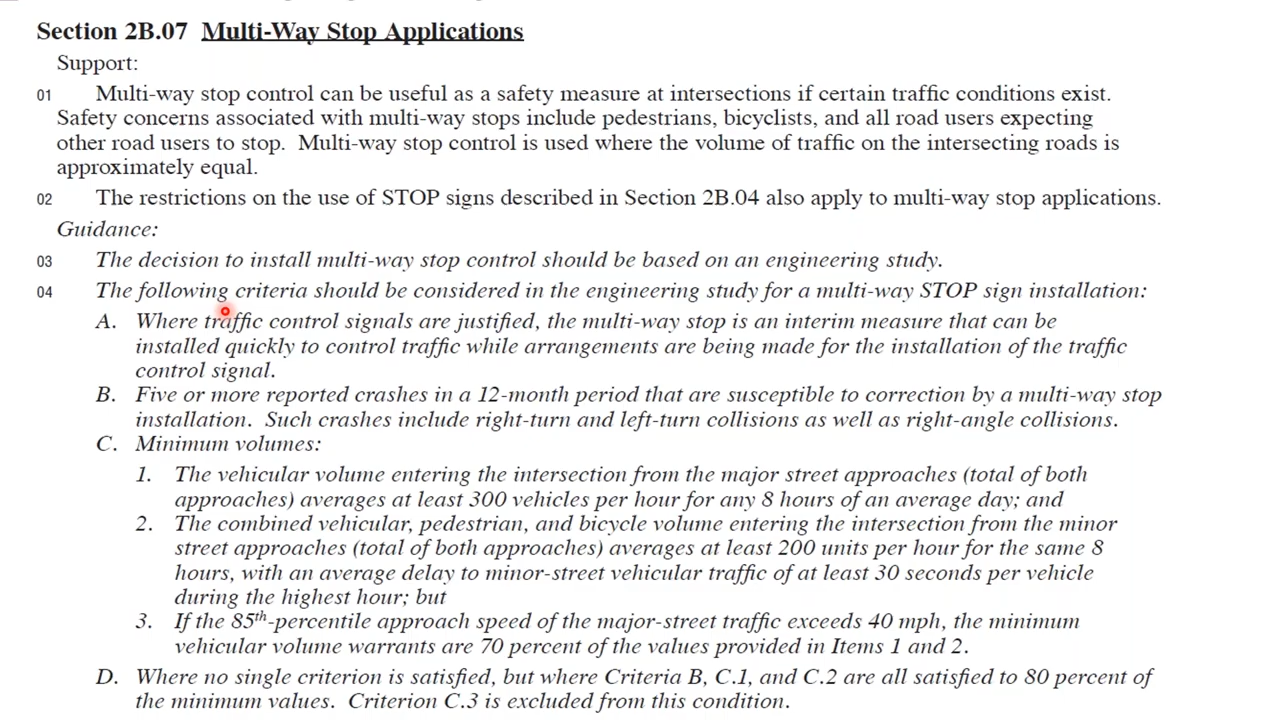 Section 2B.07 Multi-Way Stop Applications
Support:
01 Multi-way stop control can be useful as a safety measure at intersections if certain traffic conditions exist.
Safety concerns associated with multi-way stops include pedestrians, bicyclists, and all road users expecting
other road users to stop. Multi-way stop control is used where the volume of traffic on the intersecting roads is
approximately equal.
02 The restrictions on the use of STOP signs described in Section 2B.04 also apply to multi-way stop applications.
Guidance:
03 The decision to install multi-way stop control should be based on an engineering study.
04 The following criteria should be considered in the engineering study for a multi-way STOP sign installation:
A. Where traffic control signals are justified, the multi-way stop is an interim measure that can be
installed quickly to control traffic while arrangements are being made for the installation of the traffic
control signal.
B. Five or more reported crashes in a 12-month period that are susceptible to correction by a multi-way stop
installation. Such crashes include right-turn and left-turn collisions as well as right-angle collisions.
C. Minimum volumes:
1. The vehicular volume entering the intersection from the major street approaches (total of both
approaches) averages at least 300 vehicles per hour for any 8 hours of an average day; and
2. The combined vehicular, pedestrian, and bicycle volume entering the intersection from the minor
street approaches (total of both approaches) averages at least 200 units per hour for the same 8
hours, with an average delay to minor-street vehicular traffic of at least 30 seconds per vehicle
during the highest hour; but
3. If the 85th-percentile approach speed of the major-street traffic exceeds 40 mph, the minimum
vehicular volume warrants are 70 percent of the values provided in Items 1 and 2.
D. Where no single criterion is satisfied, but where Criteria B, C.1, and C.2 are all satisfied to 80 percent of
the minimum values. Criterion C.3 is excluded from this condition.